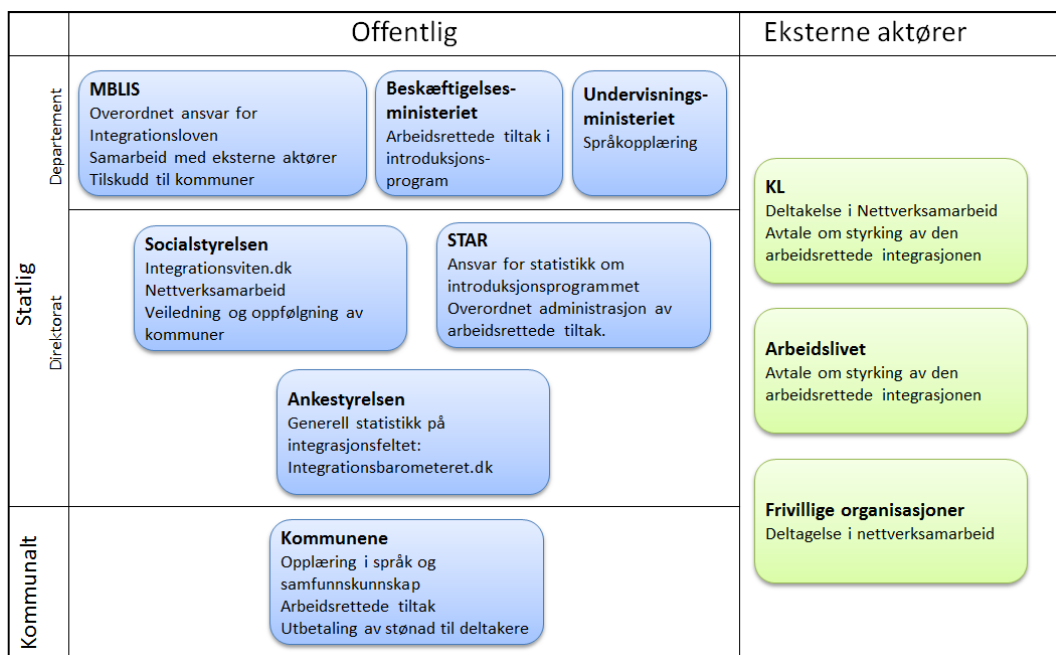 Offentlig
Eksterne aktører
Statlig
Departement
MBLIS
Overordnet ansvar for
Integrationsloven
Samarbeid med eksterne aktører
Tilskudd til kommuner
Beskæftigelses-
ministeriet
Arbeidsrettede tiltak i
introduksjons-
program
Undervisnings-
ministeriet
Språkopplæring
Direktorat
Socialstyrelsen
Integrationsviten.dk
Nettverksamarbeid
Veiledning og oppfølgning av
kommuner
STAR
Ansvar for statistikk om
introduksjonsprogrammet
Overordnet administrasjon av
arbeidsrettede tiltak.
Ankestyrelsen
Generell statistikk på
integrasjonsfeltet:
Integrationsbarometeret.dk
Kommunalt
Kommunene
Opplæring i språk og
samfunnskunnskap
Arbeidsrettede tiltak
Utbetaling av stønad til deltakere
KL
Deltakelse i Nettverksamarbeid
Avtale om styrking av den
arbeidsrettede integrasjonen
Arbeidslivet
Avtale om styrking av den
arbeidsrettede integrasjonen
Frivillige organisasjoner
Deltagelse i nettverksamarbeid